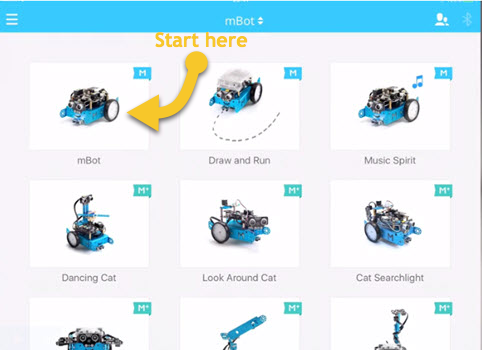 mBot
Start here
M
M
M
mBot
Draw and Run
Music Spirit
M+
M+
M+
Dancing Cat
Look Around Cat
Cat Searchlight
M+
M+
M+